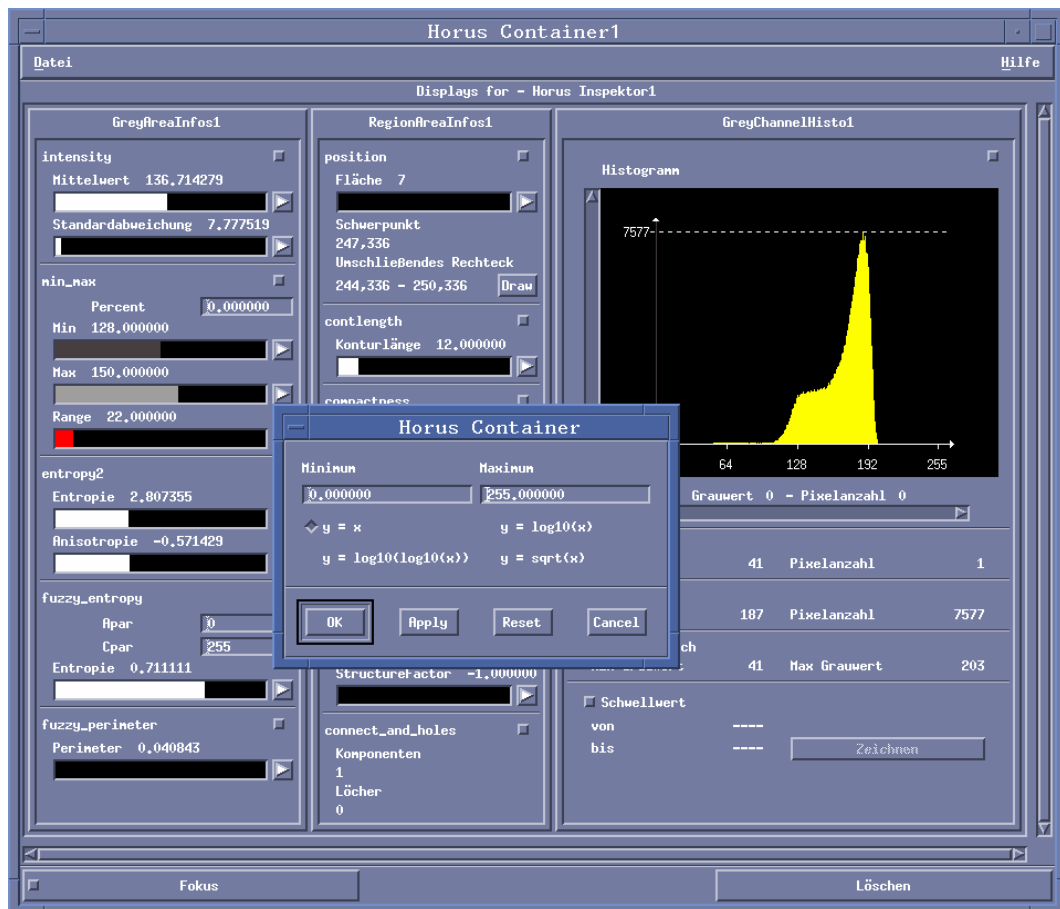 Horus Container1
Datei Hilfe
Displays for - Horus Inspektor1
GreyAreaInfos1
intensity
Mittelwert 136.714279
Standardabweichung 7.777519
min_max
Percent 0.000000
Min 128.000000
Max 150.000000
Range 22.000000
entropy2
Entropie 2.807355
Anisotropie -0.571429
fuzzy_entropy
Apar 0
Cpar 255
Entropie 0.711111
fuzzy_perimeter
Perimeter 0.040843
RegionAreaInfos1
position
Fläche 7
Schwerpunkt
247,336
Umschließendes Rechteck
244,336 - 250,336 Draw
contlength
Konturlänge 12.000000
compactness
StructureFactor -1.000000
connect_and_holes
Komponenten
1
Löcher
0
GreyChannelHisto1
Histogramm
7577
64 128 192 255
Grauwert 0 - Pixelanzahl 0
41 Pixelanzahl 1
187 Pixelanzahl 7577
41 Max Grauwert 203
Schwellwert
von ----
bis ---- Zeichnen
Horus Container
Minimum Maximum
0.000000 255.000000
y = x y = log10(x)
y = log10(log10(x)) y = sqrt(x)
OK Apply Reset Cancel
Fokus Löschen